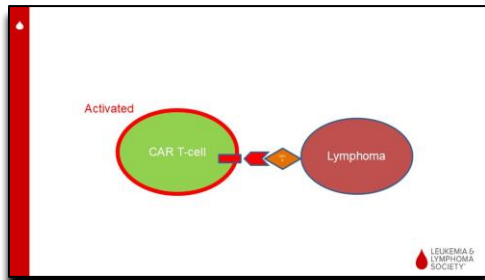 Activated
CAR T-cell
Lymphoma
LEUKEMIA &
LYMPHOMA
SOCIETY®